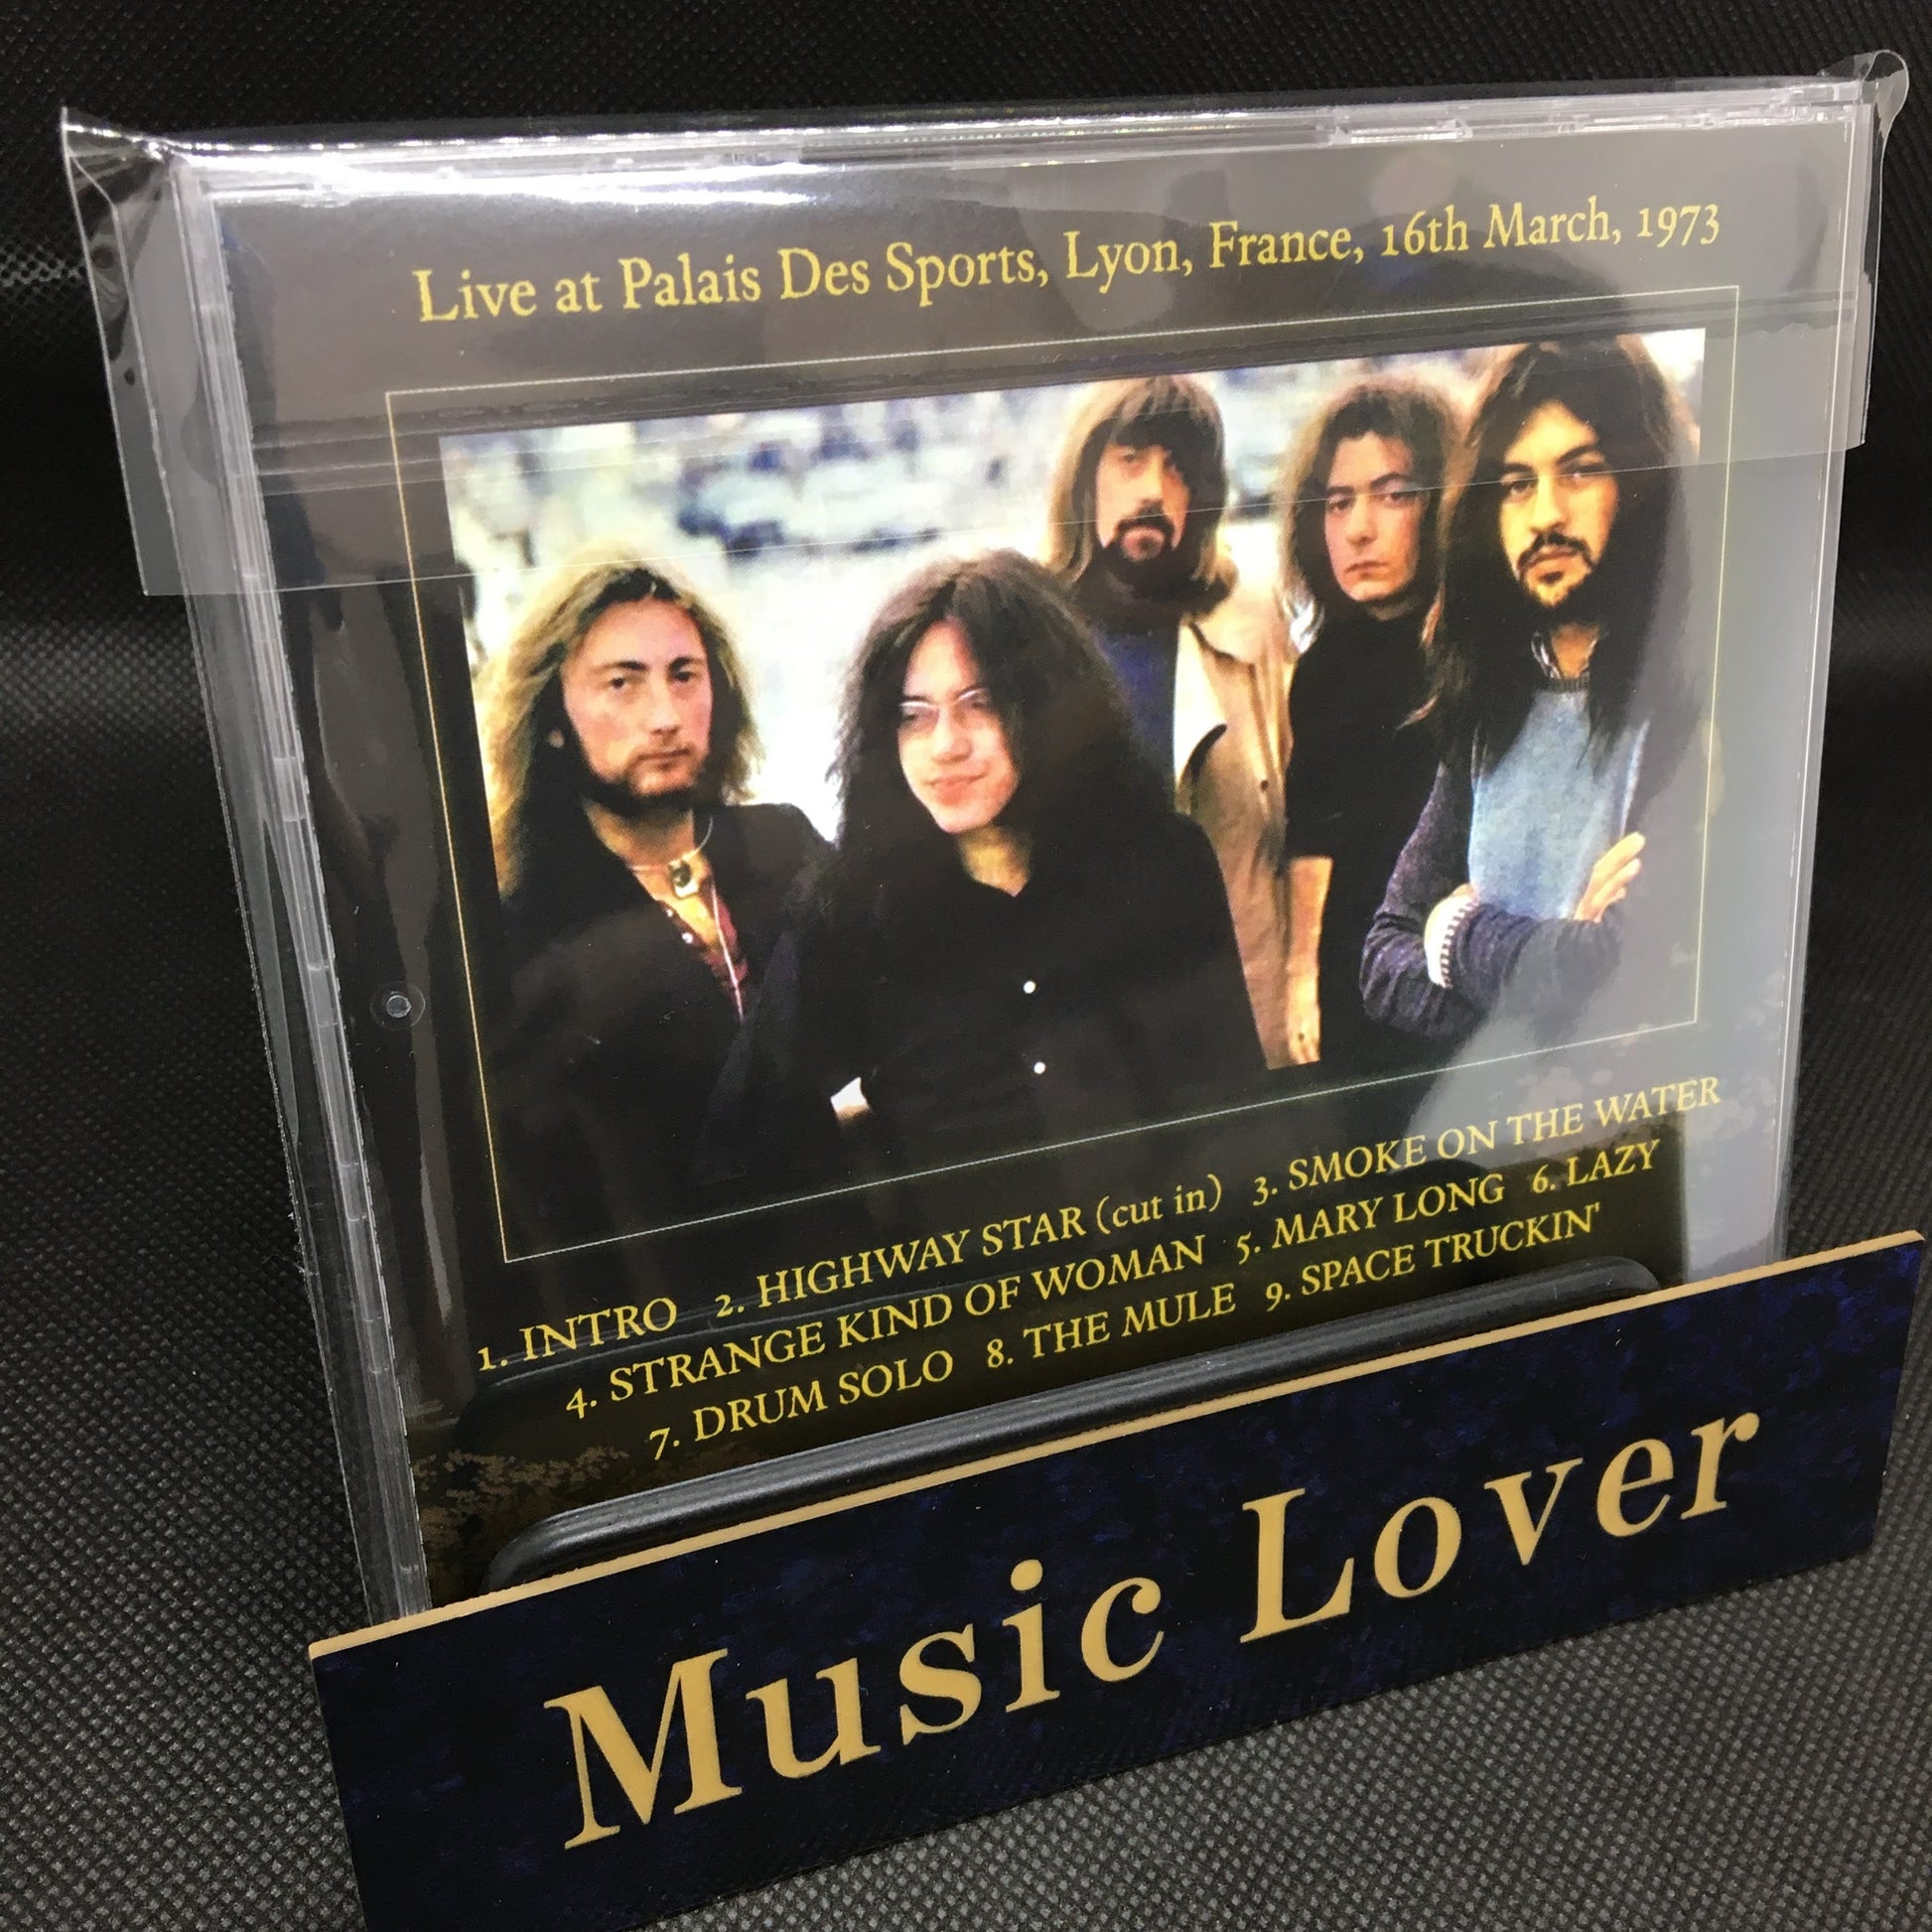 Live at Palais Des Sports, Lyon, France, 16th March, 1973
1. INTRO 2. HIGHWAY STAR (cut in) 3. SMOKE ON THE WATER
4. STRANGE KIND OF WOMAN 5. MARY LONG 6. LAZY
7. DRUM SOLO 8. THE MULE 9. SPACE TRUCKIN'
Music Lover